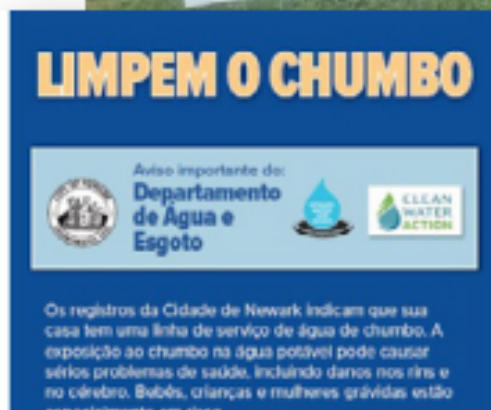 LIMPEM O CHUMBO
Aviso importante do:
Departamento
de Água e
Esgoto
CLEAN
WATER
ACTION
Os registros da Cidade de Newark indicam que sua
casa tem uma linha de serviço de água de chumbo. A
exposição ao chumbo na água potável pode causar
sérios problemas de saúde, incluindo danos nos rins e
no cérebro. Bebês, crianças e mulheres grávidas estão